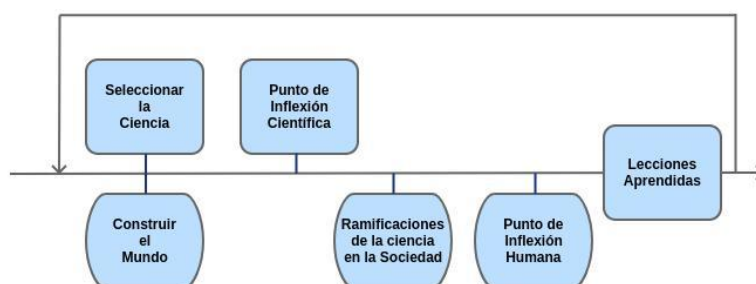 Seleccionar
la
Ciencia
Punto de
Inflexión
Científica
Lecciones
Aprendidas
Construir
el
Mundo
Ramificaciones
de la ciencia
en la Sociedad
Punto de
Inflexión
Humana